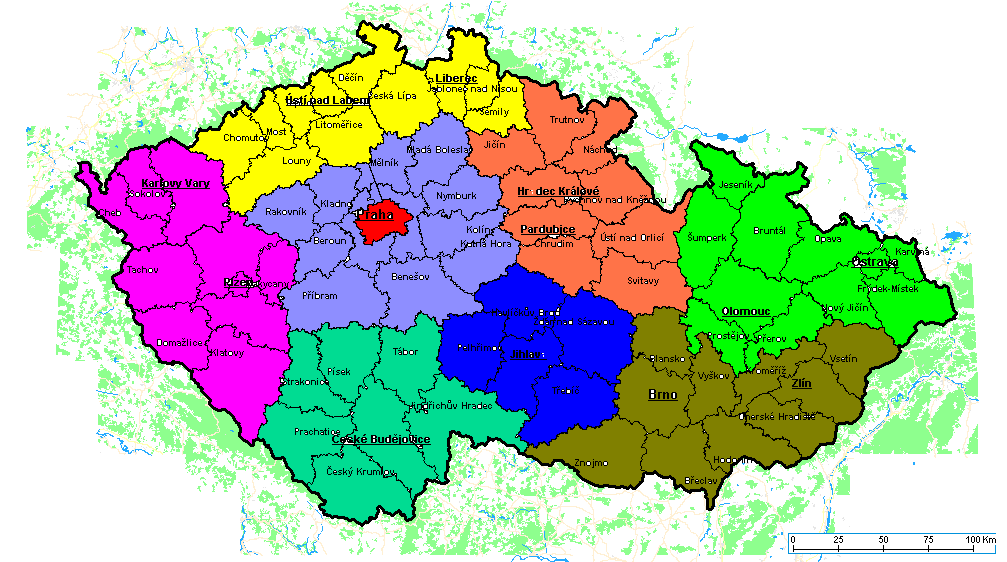 Děčín
Liberec
Ústí nad Labem
Česká Lípa
Jablonec nad Nisou
Semily
Trutnov
Chomutov
Most
Litoměřice
Louny
Mělník
Mladá Boleslav
Jičín
Náchod
Karlovy Vary
Sokolov
Cheb
Rakovník
Kladno
Praha
Nymburk
Hradec Králové
Rychnov nad Kněžnou
Jeseník
Beroun
Kolín
Kutná Hora
Pardubice
Chrudim
Ústí nad Orlicí
Šumperk
Bruntál
Opava
Karviná
Ostrava
Tachov
Plzeň
Rokycany
Benešov
Příbram
Svitavy
Frýdek-Místek
Nový Jičín
Olomouc
Prostějov
Přerov
Domažlice
Klatovy
Tábor
Pelhřimov
Jihlava
Blansko
Vyškov
Kroměříž
Vsetín
Zlín
Strakonice
Písek
Jindřichův Hradec
Brno
Uherské Hradiště
Prachatice
České Budějovice
Český Krumlov
Znojmo
Hodonín
Břeclav
0 25 50 75 100 Km